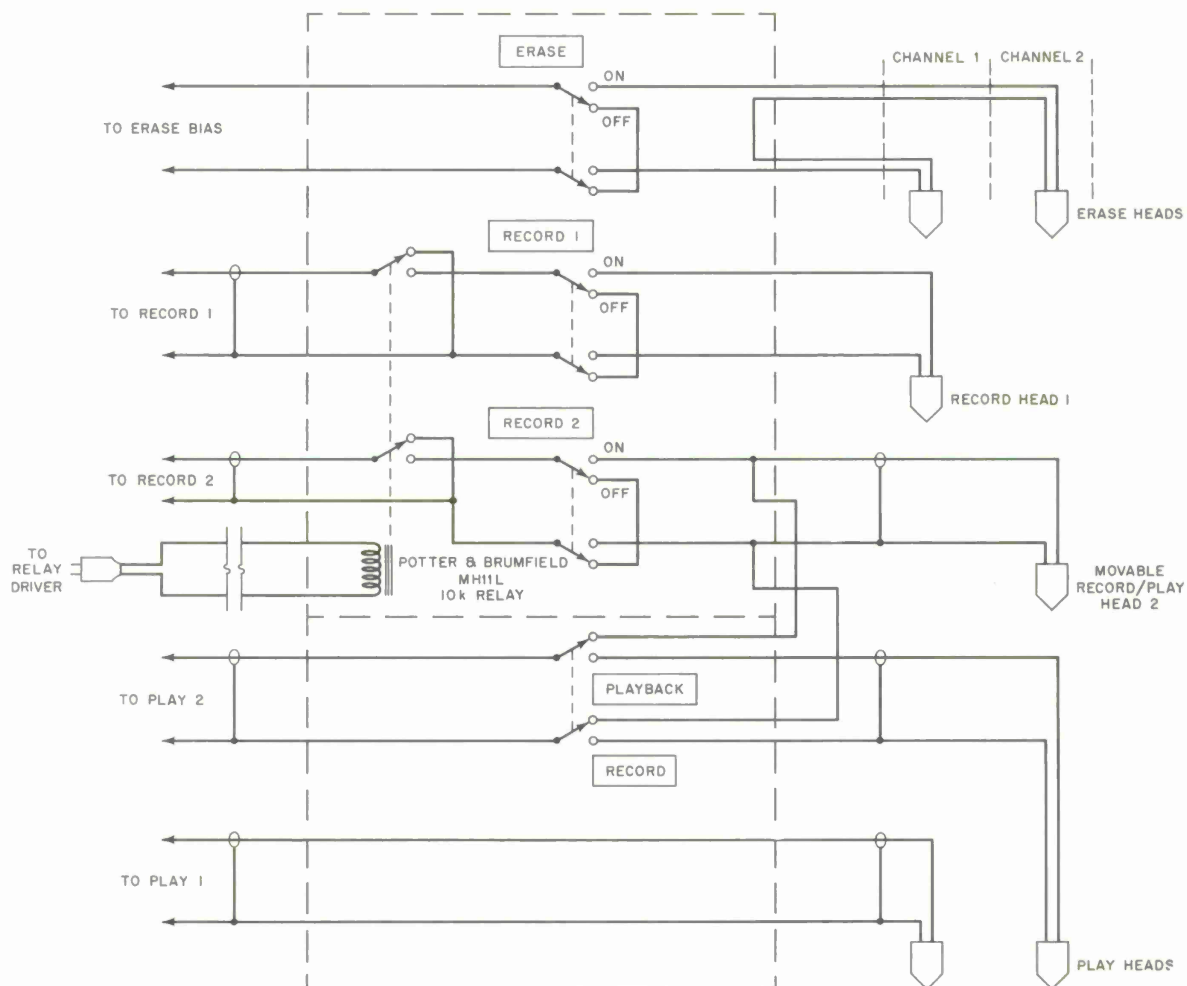 ERASE
CHANNEL 1
CHANNEL 2
ON
OFF
TO ERASE BIAS
ERASE HEADS
RECORD 1
ON
OFF
TO RECORD 1
RECORD HEAD 1
RECORD 2
ON
OFF
TO RECORD 2
TO
RELAY
DRIVER
POTTER & BRUMFIELD
MH11L
10k RELAY
MOVABLE
RECORD/PLAY
HEAD 2
TO PLAY 2
PLAYBACK
RECORD
TO PLAY 1
PLAY HEADS